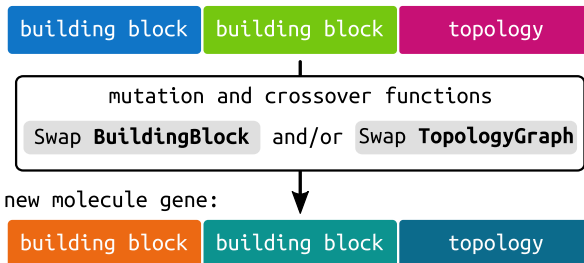 building block building block topology
mutation and crossover functions
Swap BuildingBlock and/or Swap TopologyGraph
new molecule gene:
building block building block topology